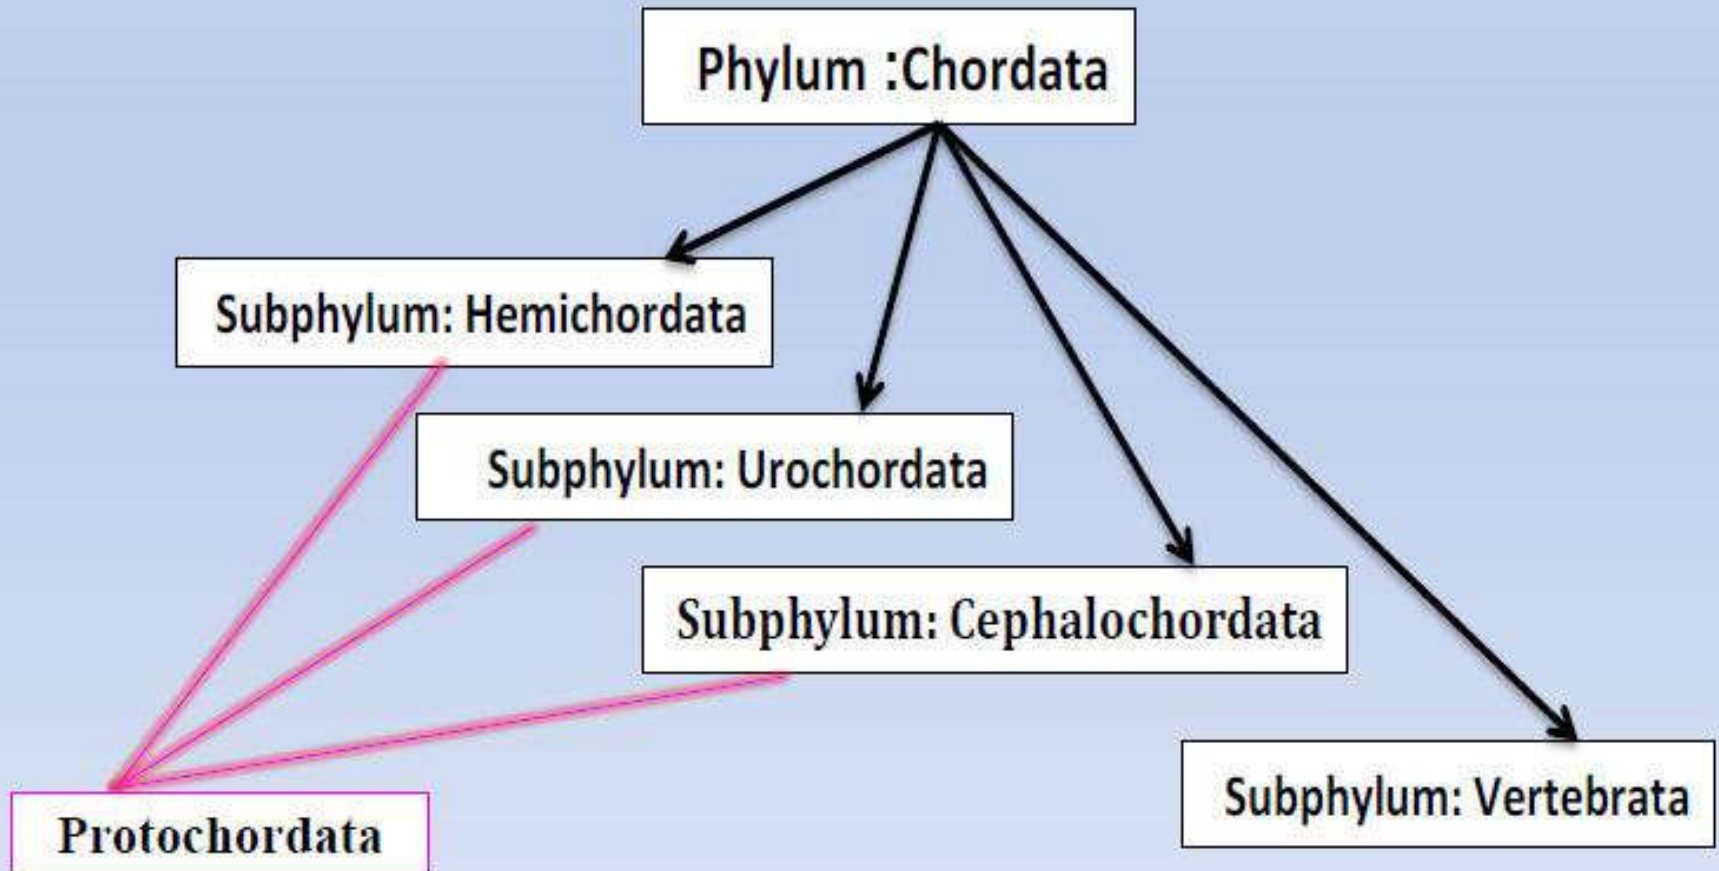 Phylum :Chordata
Subphylum: Hemichordata
Subphylum: Urochordata
Subphylum: Cephalochordata
Subphylum: Vertebrata
Protochordata